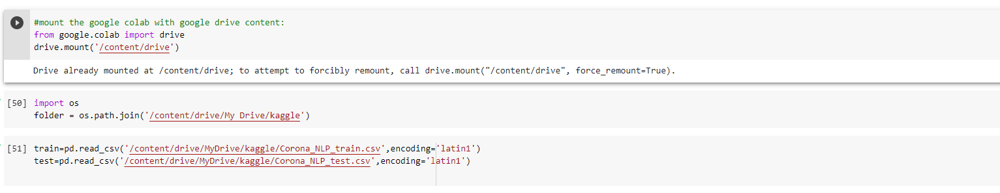 #mount the google colab with google drive content:
from google.colab import drive
drive.mount('/content/drive')
Drive already mounted at /content/drive; to attempt to forcibly remount, call drive.mount("/content/drive", force_remount=True).
[50] import os
folder = os.path.join('/content/drive/My Drive/kaggle')
[51] train=pd.read_csv('/content/drive/MyDrive/kaggle/Corona_NLP_train.csv',encoding='latin1')
test=pd.read_csv('/content/drive/MyDrive/kaggle/Corona_NLP_test.csv',encoding='latin1')